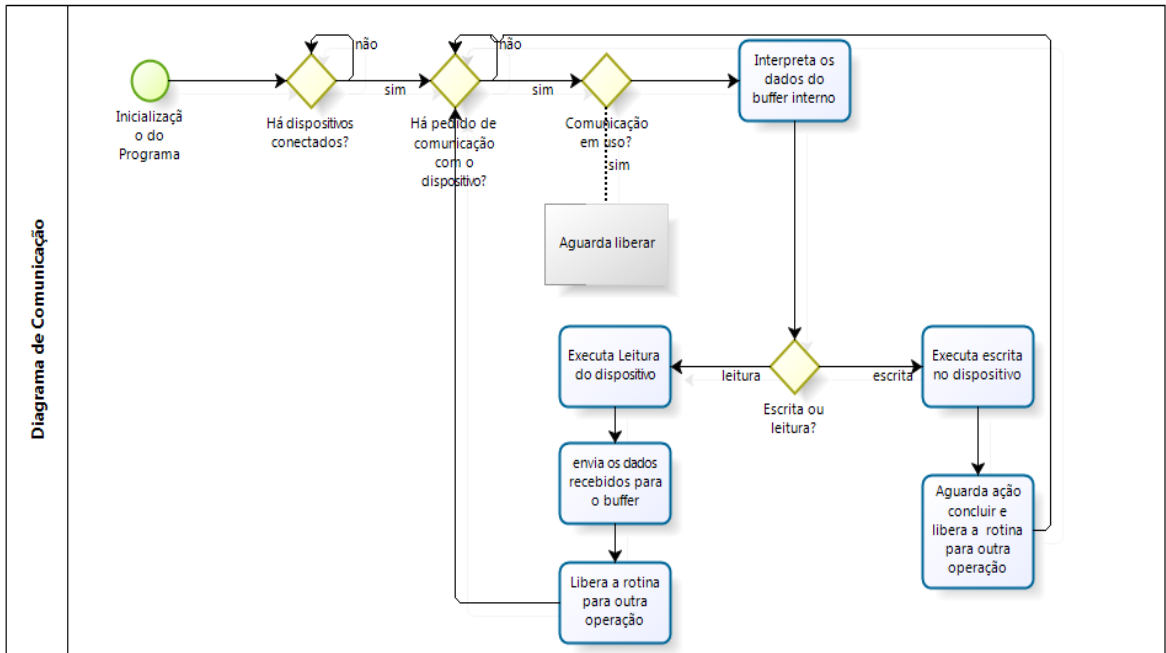 Diagrama de Comunicação
Inicializaçã
o do
Programa
não
sim
Há dispositivos
conectados?
não
sim
Há pedido de
comunicação
com o
dispositivo?
Comunicação
em uso?
sim
Aguarda liberar
Interpreta os
dados do
buffer interno
Escrita ou
leitura?
leitura
escrita
Executa Leitura
do dispositivo
envia os dados
recebidos para
o buffer
Libera a rotina
para outra
operação
Executa escrita
no dispositivo
Aguarda ação
concluir e
libera a rotina
para outra
operação